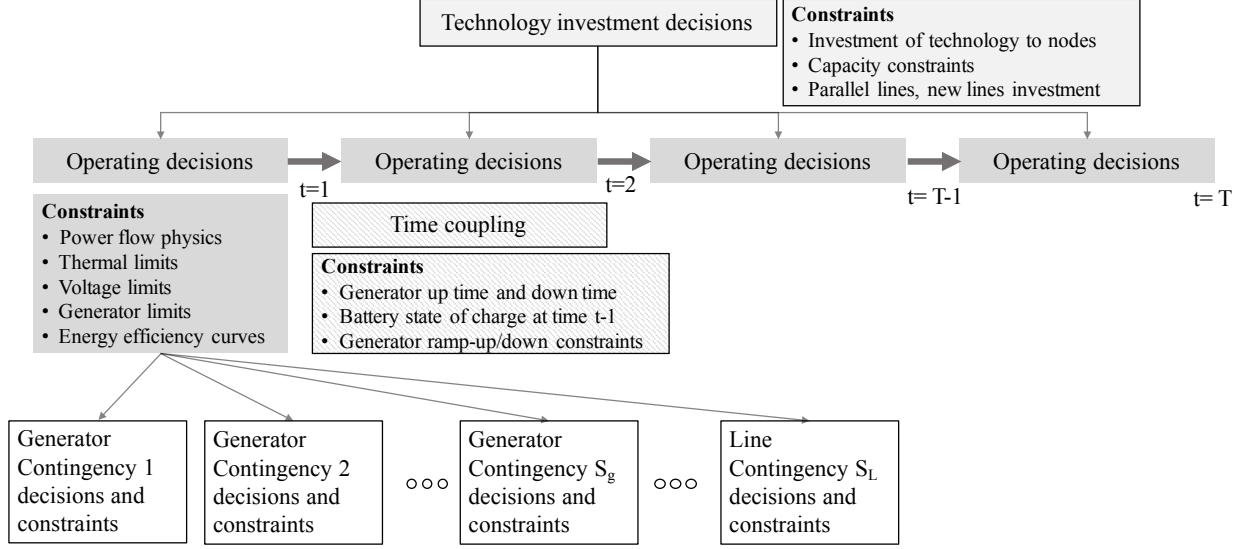 Technology investment decisions
Constraints
• Investment of technology to nodes
• Capacity constraints
• Parallel lines, new lines investment
Operating decisions
Operating decisions
Operating decisions
Operating decisions
t=1
t=2
t= T-1
t= T
Constraints
• Power flow physics
• Thermal limits
• Voltage limits
• Generator limits
• Energy efficiency curves
Time coupling
Constraints
• Generator up time and down time
• Battery state of charge at time t-1
• Generator ramp-up/down constraints
Generator
Contingency 1
decisions and
constraints
Generator
Contingency 2
decisions and
constraints
Generator
Contingency S_g
decisions and
constraints
Line
Contingency S_L
decisions and
constraints